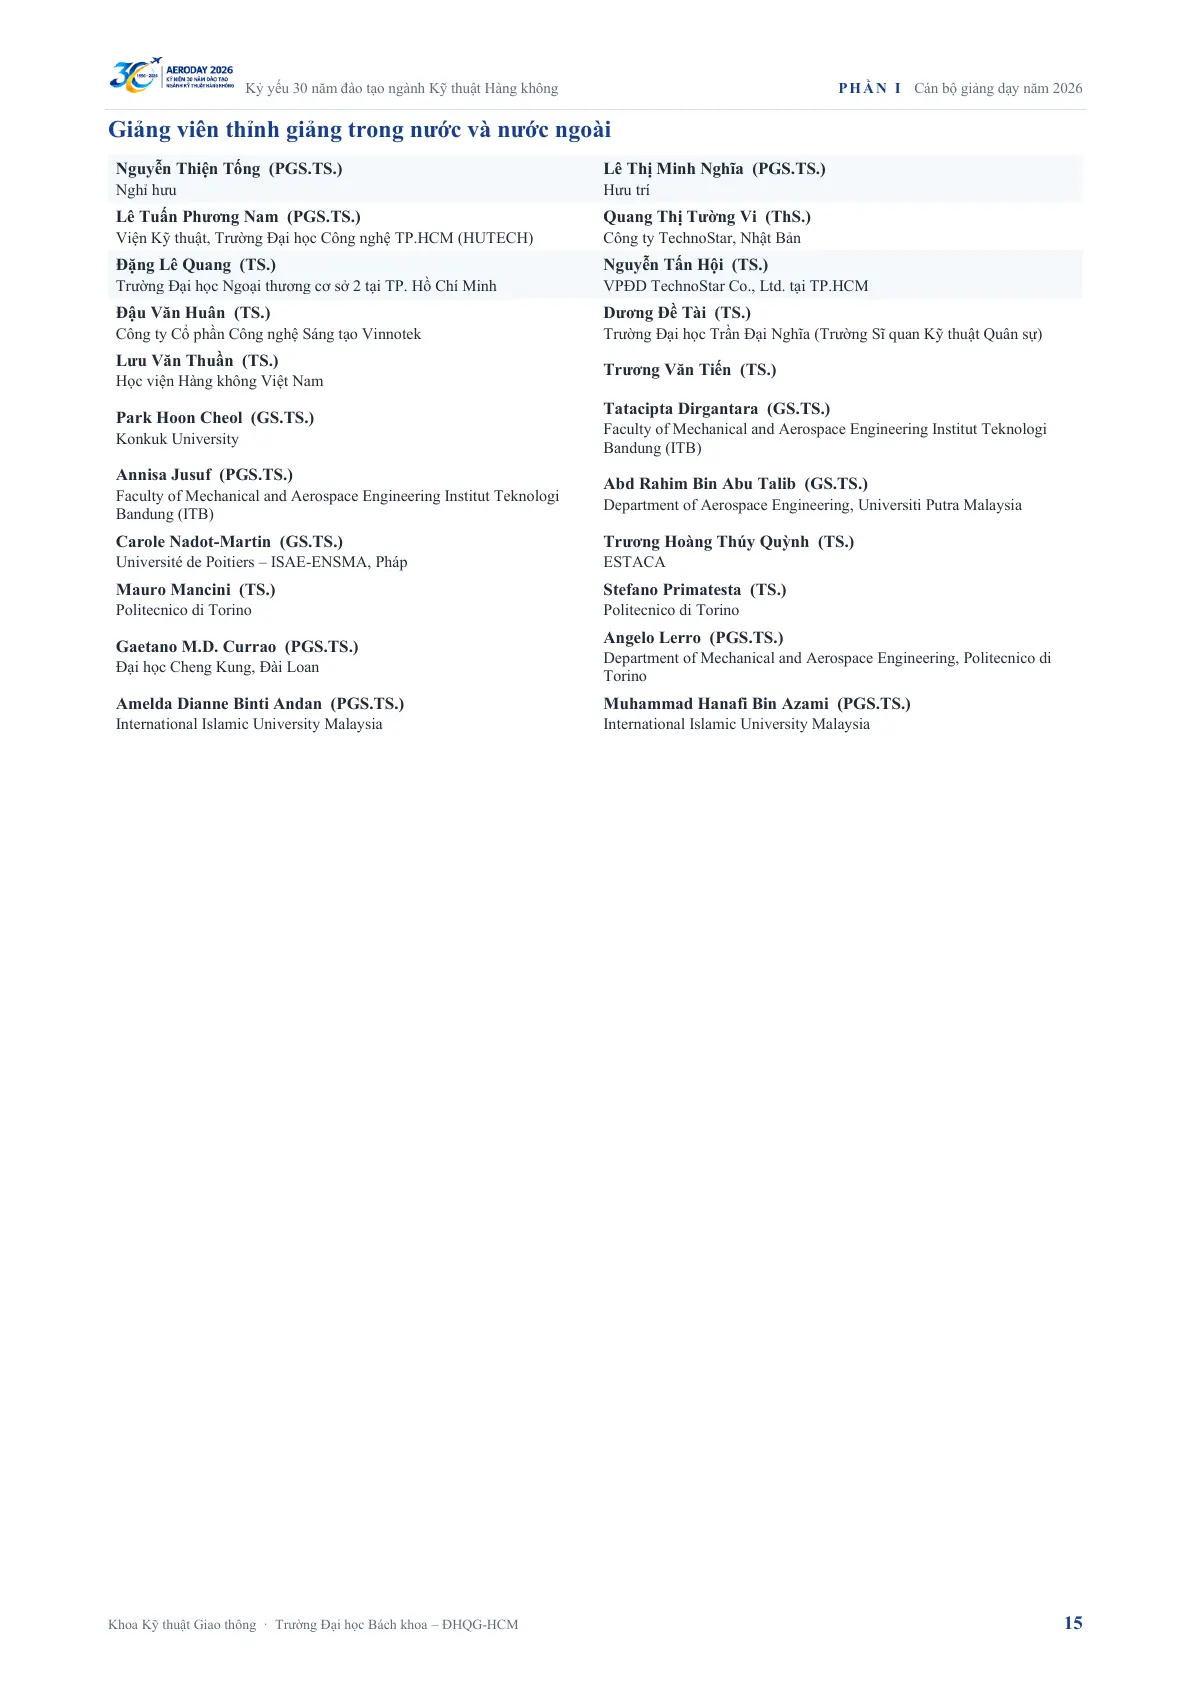 30
1996 - 2026
AERODAY 2026
KỶ NIỆM 30 NĂM ĐÀO TẠO
NGÀNH KỸ THUẬT HÀNG KHÔNG
Kỷ yếu 30 năm đào tạo ngành Kỹ thuật Hàng không
PHẦN I Cán bộ giảng dạy năm 2026
Giảng viên thỉnh giảng trong nước và nước ngoài
Nguyễn Thiện Tống (PGS.TS.)
Nghỉ hưu
Lê Thị Minh Nghĩa (PGS.TS.)
Hưu trí
Lê Tuấn Phương Nam (PGS.TS.)
Viện Kỹ thuật, Trường Đại học Công nghệ TP.HCM (HUTECH)
Quang Thị Tường Vi (ThS.)
Công ty TechnoStar, Nhật Bản
Đặng Lê Quang (TS.)
Trường Đại học Ngoại thương cơ sở 2 tại TP. Hồ Chí Minh
Nguyễn Tấn Hội (TS.)
VPĐD TechnoStar Co., Ltd. tại TP.HCM
Đậu Văn Huân (TS.)
Công ty Cổ phần Công nghệ Sáng tạo Vinnotek
Dương Đề Tài (TS.)
Trường Đại học Trần Đại Nghĩa (Trường Sĩ quan Kỹ thuật Quân sự)
Lưu Văn Thuần (TS.)
Học viện Hàng không Việt Nam
Trương Văn Tiến (TS.)
Park Hoon Cheol (GS.TS.)
Konkuk University
Tatacipta Dirgantara (GS.TS.)
Faculty of Mechanical and Aerospace Engineering Institut Teknologi
Bandung (ITB)
Annisa Jusuf (PGS.TS.)
Faculty of Mechanical and Aerospace Engineering Institut Teknologi
Bandung (ITB)
Abd Rahim Bin Abu Talib (GS.TS.)
Department of Aerospace Engineering, Universiti Putra Malaysia
Carole Nadot-Martin (GS.TS.)
Université de Poitiers – ISAE-ENSMA, Pháp
Trương Hoàng Thúy Quỳnh (TS.)
ESTACA
Mauro Mancini (TS.)
Politecnico di Torino
Stefano Primatesta (TS.)
Politecnico di Torino
Gaetano M.D. Currao (PGS.TS.)
Đại học Cheng Kung, Đài Loan
Angelo Lerro (PGS.TS.)
Department of Mechanical and Aerospace Engineering, Politecnico di
Torino
Amelda Dianne Binti Andan (PGS.TS.)
International Islamic University Malaysia
Muhammad Hanafi Bin Azami (PGS.TS.)
International Islamic University Malaysia
Khoa Kỹ thuật Giao thông · Trường Đại học Bách khoa – ĐHQG-HCM
15